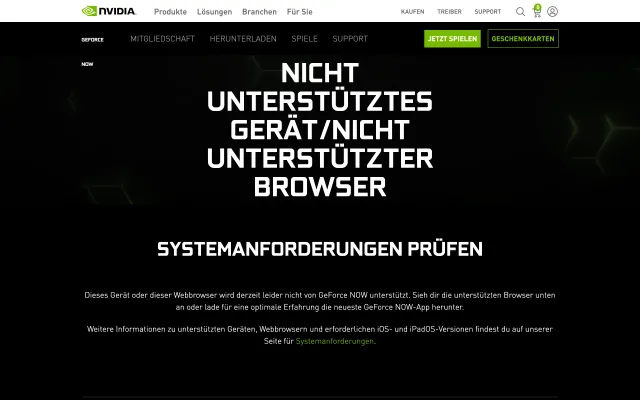 NVIDIA.
Produkte Lösungen Branchen Für Sie
KAUFEN TREIBER SUPPORT
GEFORCE
NOW
MITGLIEDSCHAFT HERUNTERLADEN SPIELE SUPPORT
JETZT SPIELEN GESCHENKKARTEN
NICHT
UNTERSTÜTZTES
GERÄT/NICHT
UNTERSTÜTZTER
BROWSER
SYSTEMANFORDERUNGEN PRÜFEN
Dieses Gerät oder dieser Webbrowser wird derzeit leider nicht von GeForce NOW unterstützt. Sieh dir die unterstützten Browser unten
an oder lade für eine optimale Erfahrung die neueste GeForce NOW-App herunter.
Weitere Informationen zu unterstützten Geräten, Webbrowsern und erforderlichen iOS- und iPadOS-Versionen findest du auf unserer
Seite für Systemanforderungen.